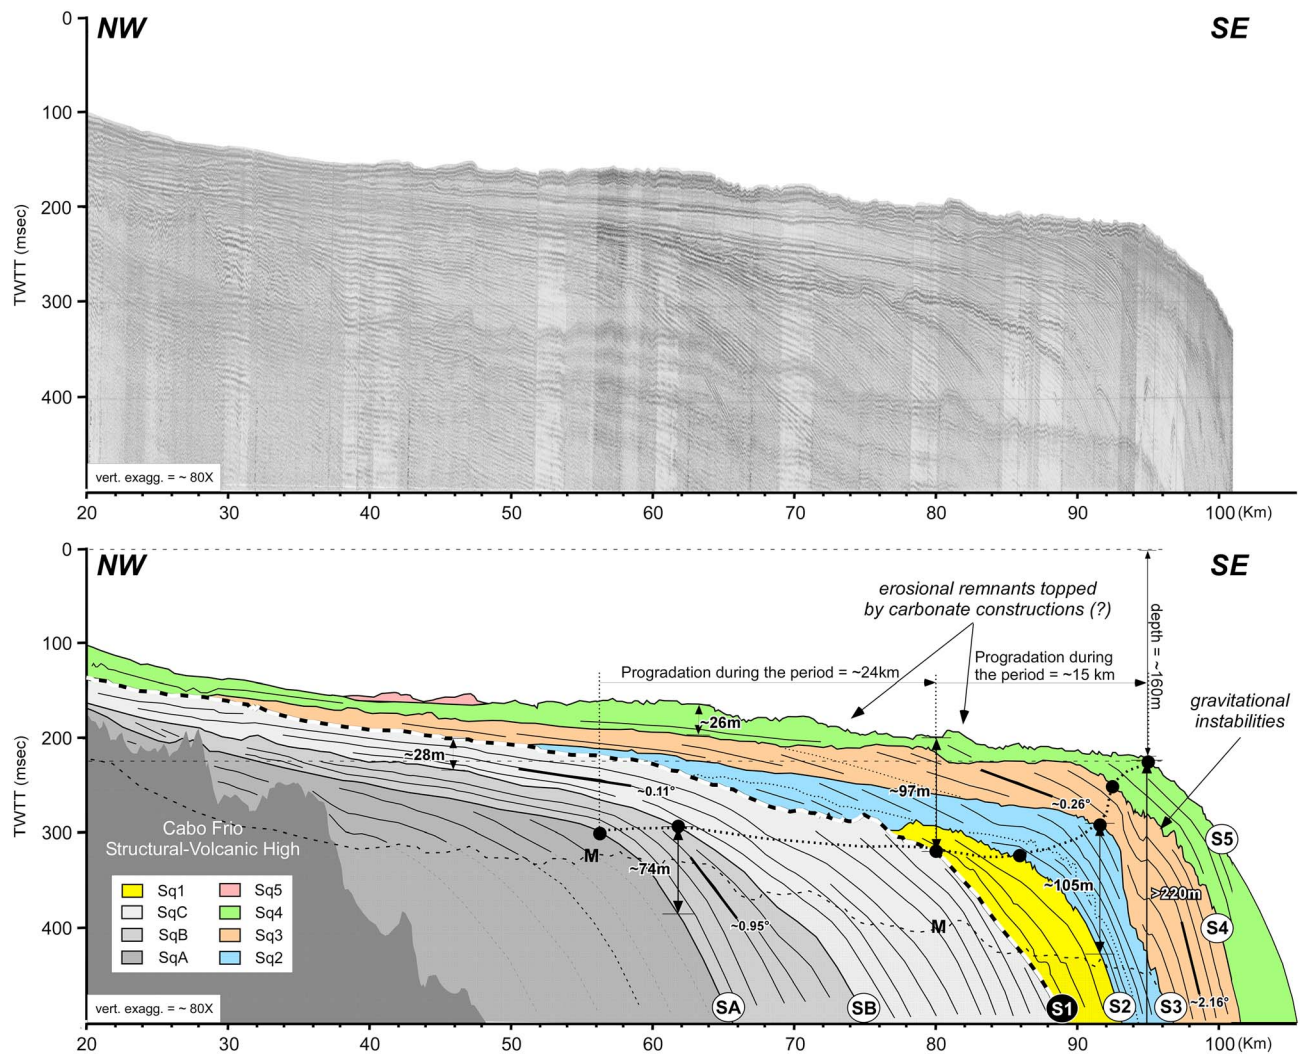 NW
SE
0
100
200
300
400
TWTT (msec)
vert. exagg. = ~ 80X
20 30 40 50 60 70 80 90 100 (Km)
NW
SE
0
100
200
300
400
TWTT (msec)
erosional remnants topped
by carbonate constructions (?)
depth = ~160m
Progradation during the period = ~24km
Progradation during
the period = ~15 km
gravitational
instabilities
~26m
~28m
~0.11°
~97m
~0.26°
Cabo Frio
Structural-Volcanic High
M
~74m
~0.95°
~105m
>220m
S5
S4
M
Sq1 Sq5
SqC Sq4
SqB Sq3
SqA Sq2
~2.16°
SA
SB
S1
S2
S3
vert. exagg. = ~ 80X
20 30 40 50 60 70 80 90 100 (Km)